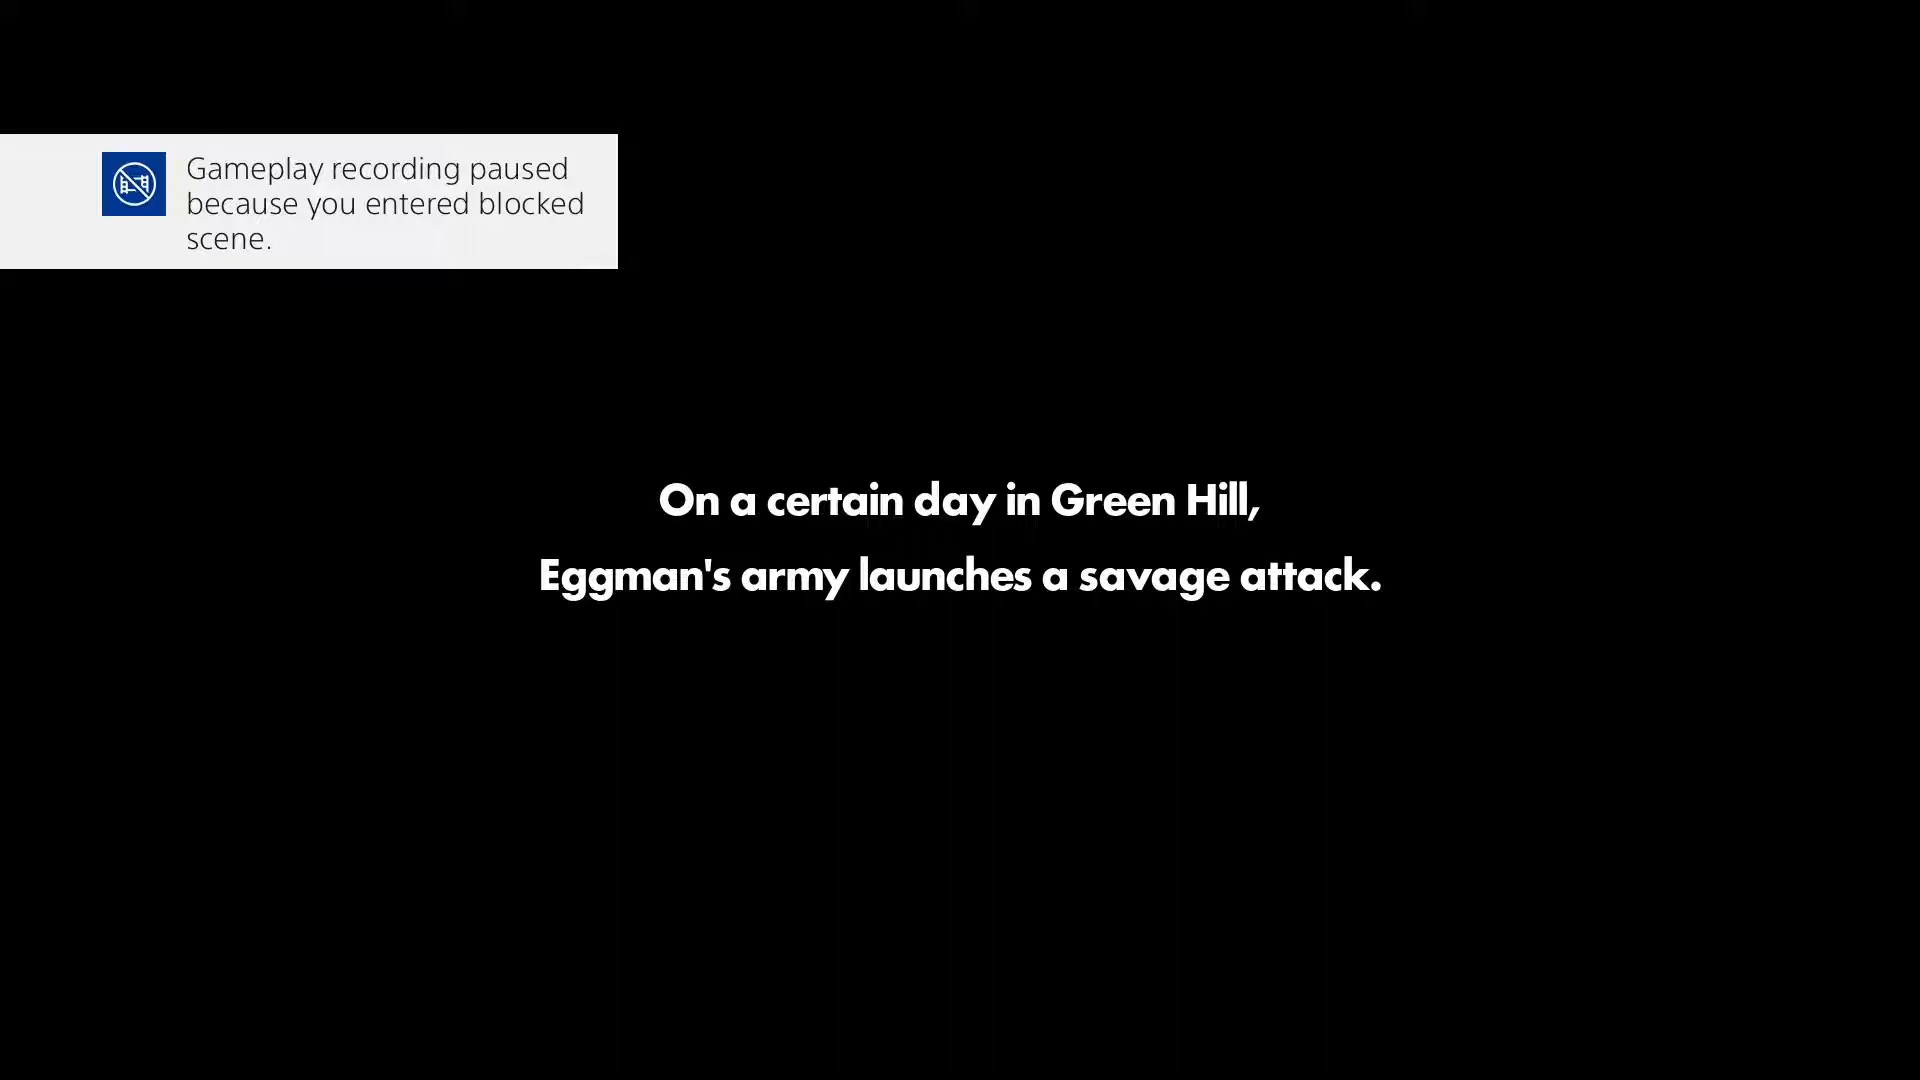 Gameplay recording paused
because you entered blocked
scene.
On a certain day in Green Hill,
Eggman's army launches a savage attack.